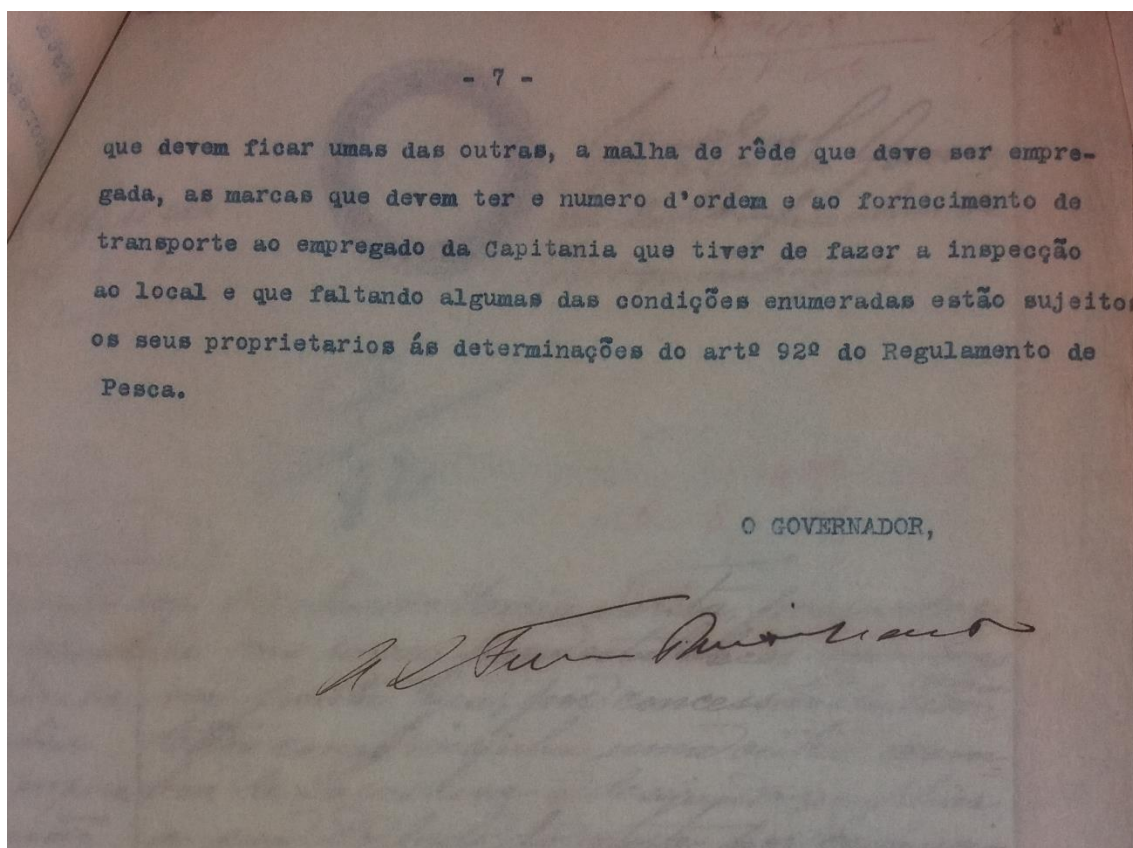 - 7 -
que devem ficar umas das outras, a malha de rêde que deve ser empre-
gada, as marcas que devem ter e numero d'ordem e ao fornecimento de
transporte ao empregado da Capitania que tiver de fazer a inspecção
ao local e que faltando algumas das condições enumeradas estão sujeitos
os seus proprietarios ás determinações do artº 92º do Regulamento de
Pesca.
O GOVERNADOR,